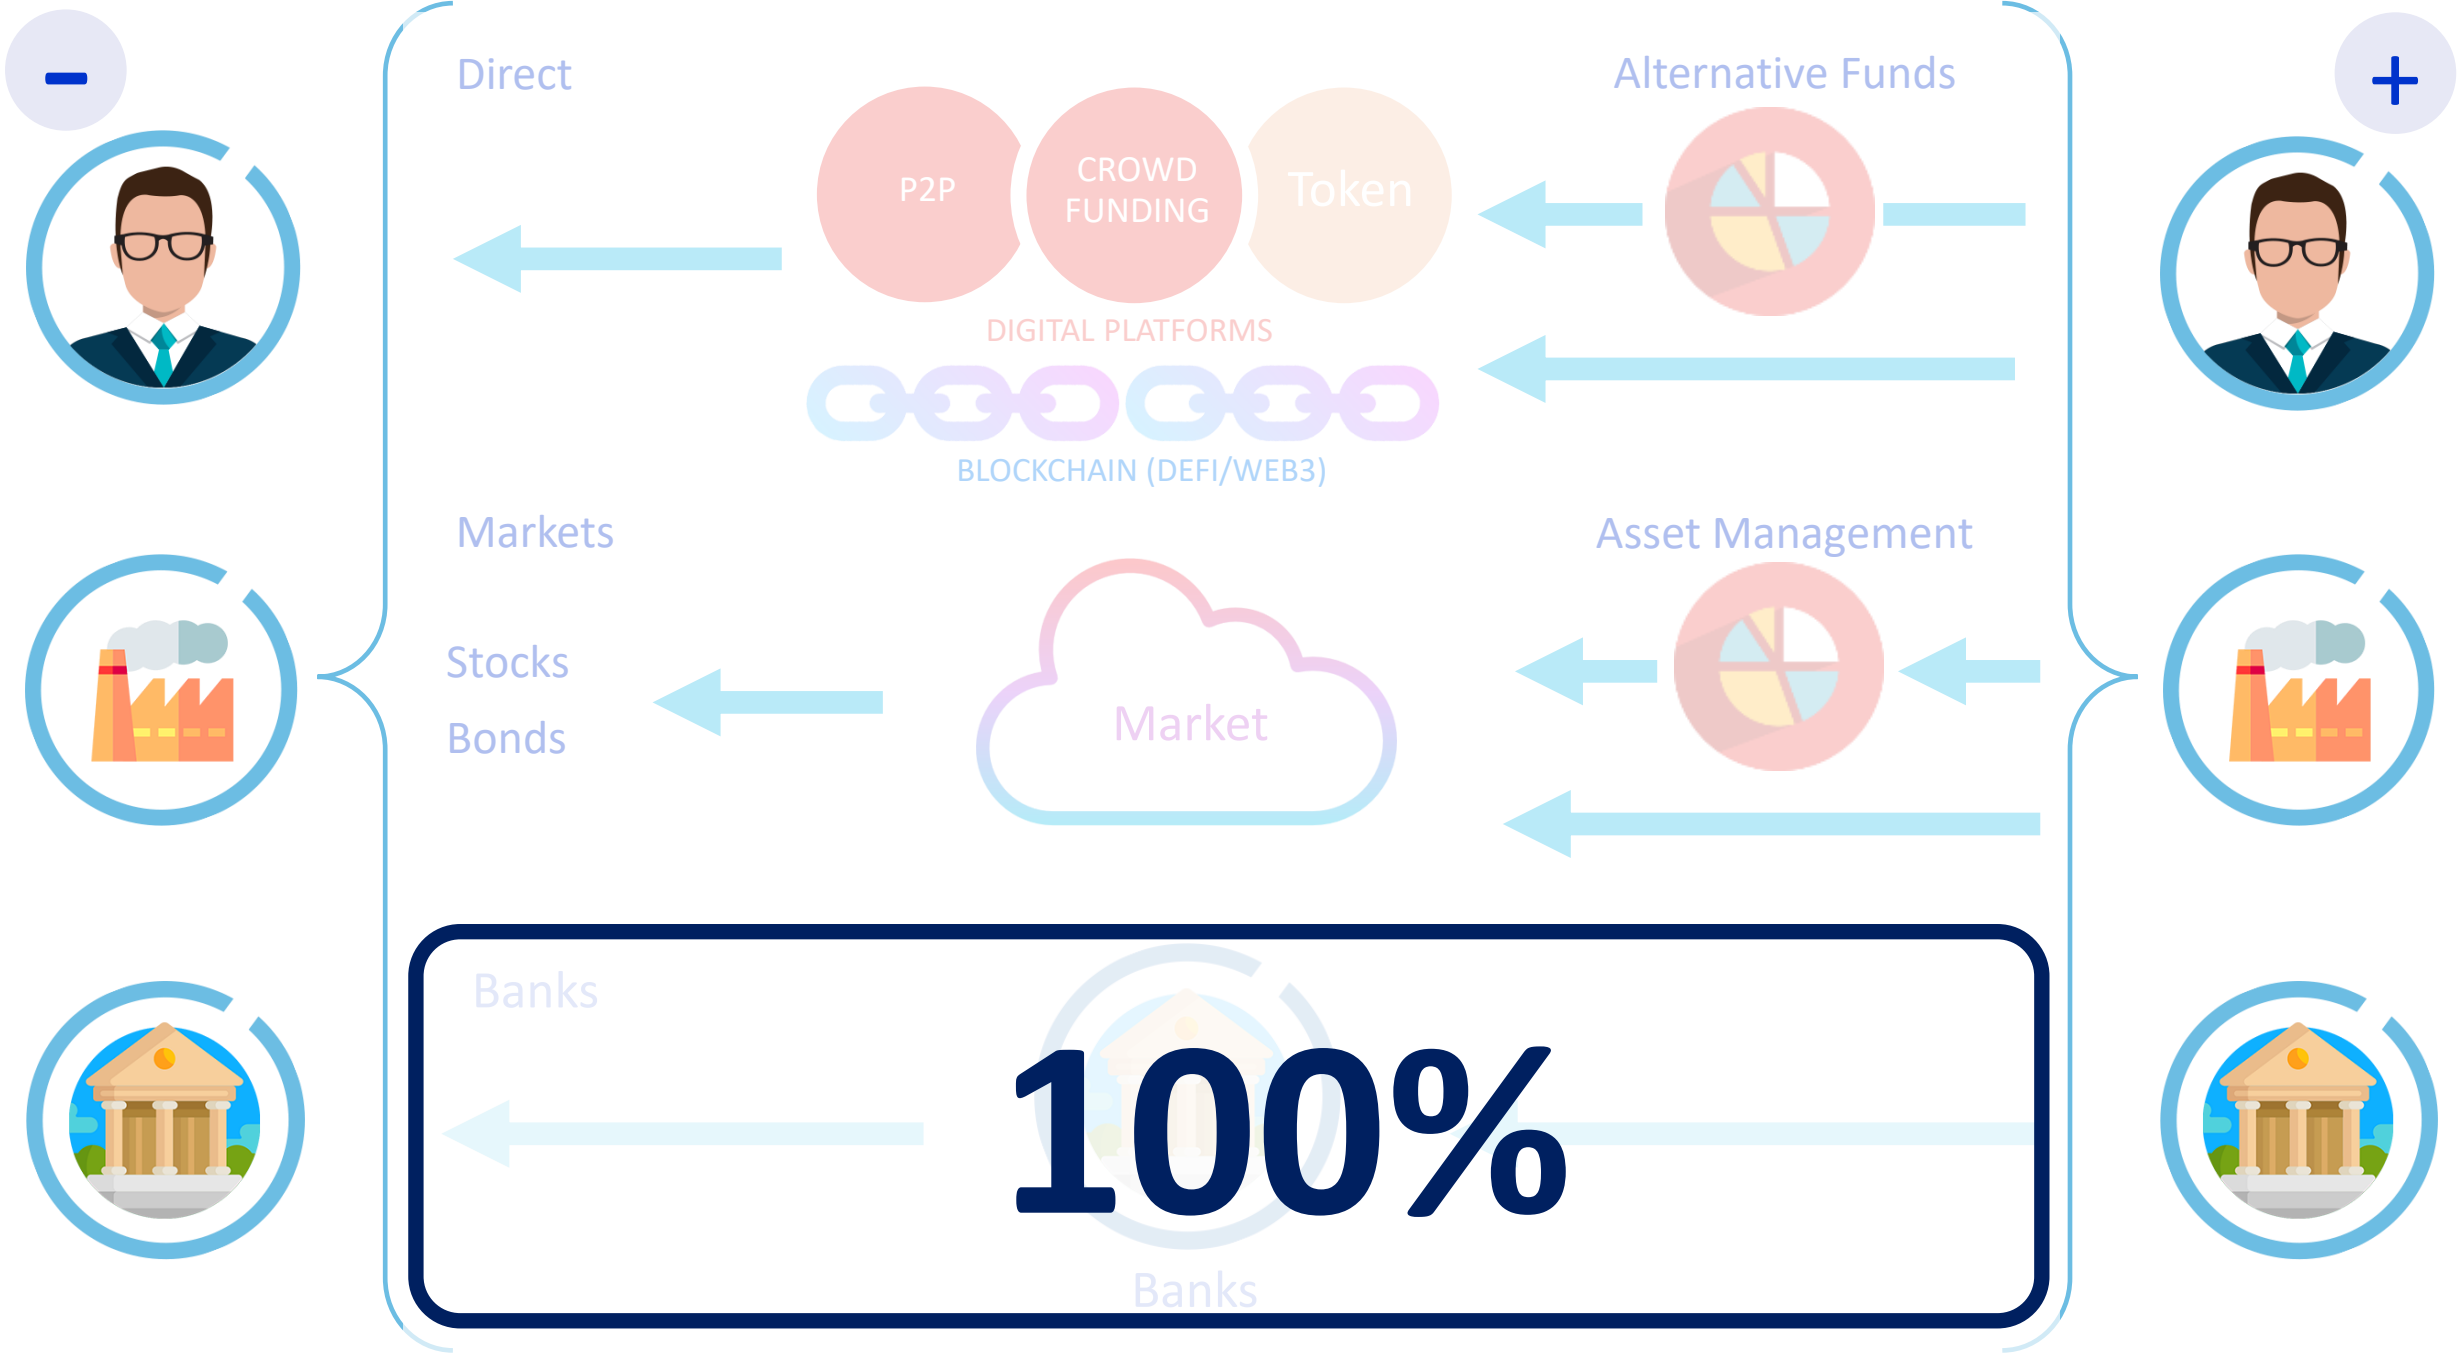 −
+
Direct
Alternative Funds
P2P
CROWD
FUNDING
Token
DIGITAL PLATFORMS
BLOCKCHAIN (DEFI/WEB3)
Markets
Asset Management
Stocks
Bonds
Market
Banks
100%
Banks